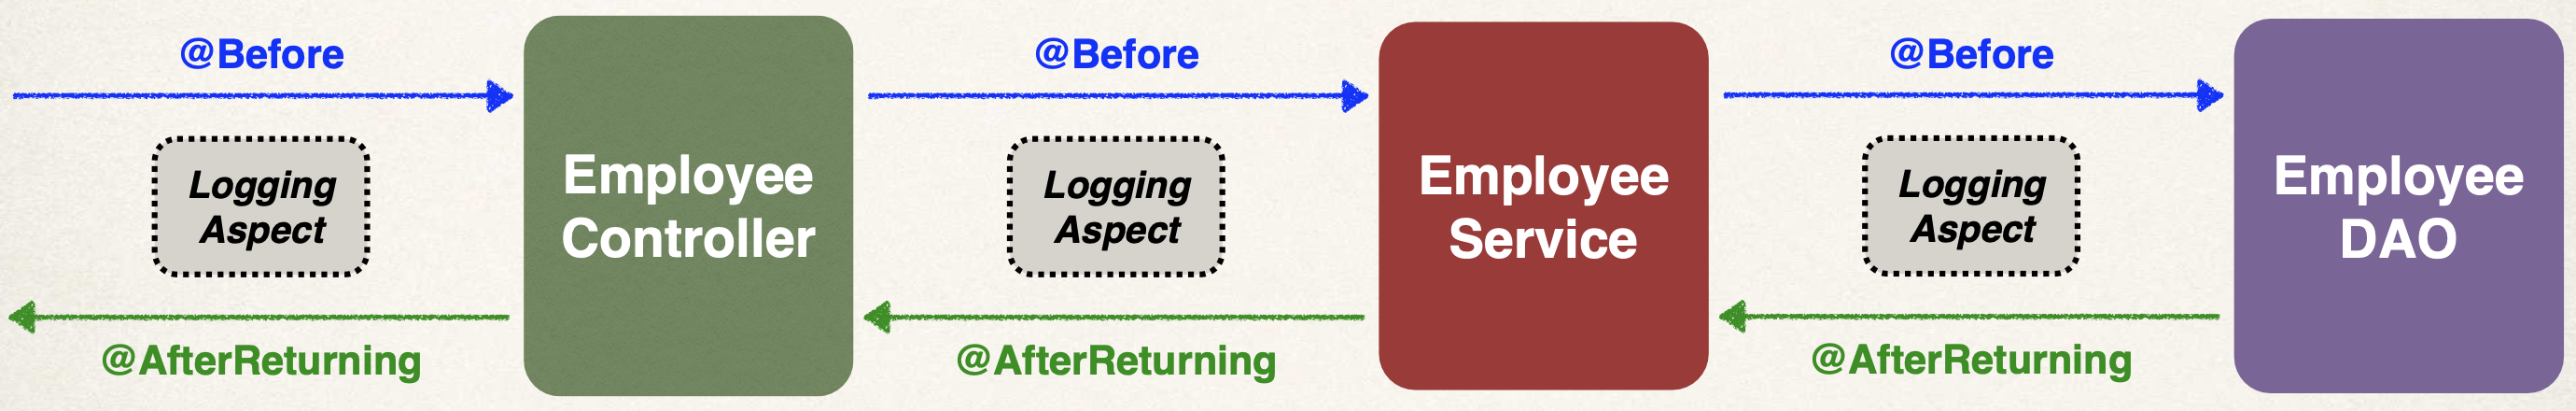 @Before
@Before
@Before
Logging
Aspect
Employee
Controller
Logging
Aspect
Employee
Service
Logging
Aspect
Employee
DAO
@AfterReturning
@AfterReturning
@AfterReturning